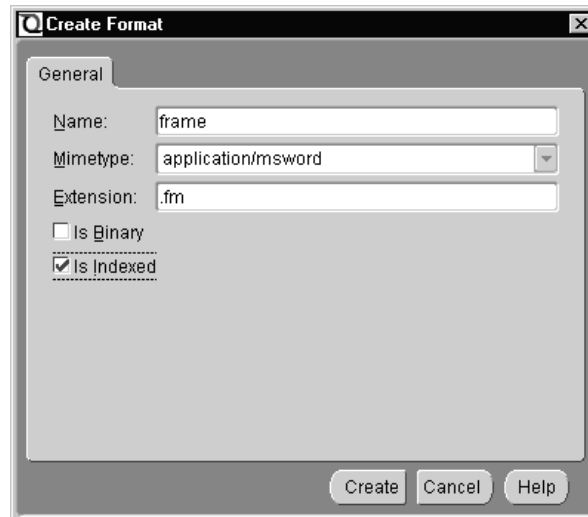 Create Format
General
Name: frame
Mimetype: application/msword
Extension: .fm
Is Binary
Is Indexed
Create Cancel Help